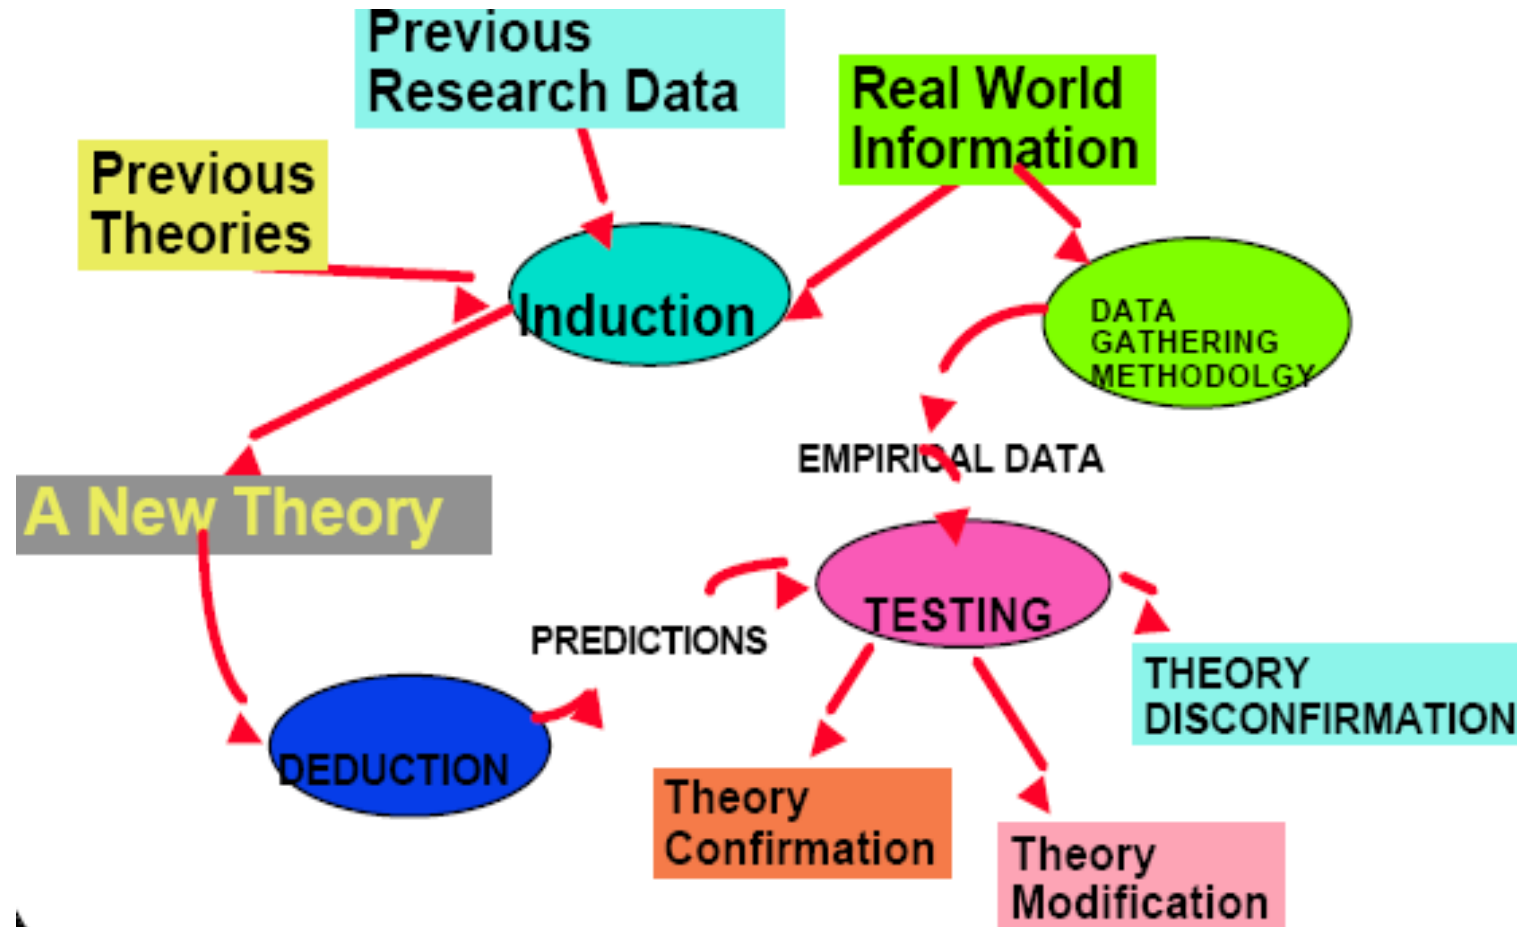 Previous
Research Data
Real World
Information
Previous
Theories
Induction
DATA
GATHERING
METHODOLGY
EMPIRICAL DATA
A New Theory
TESTING
PREDICTIONS
THEORY
DISCONFIRMATION
DEDUCTION
Theory
Confirmation
Theory
Modification